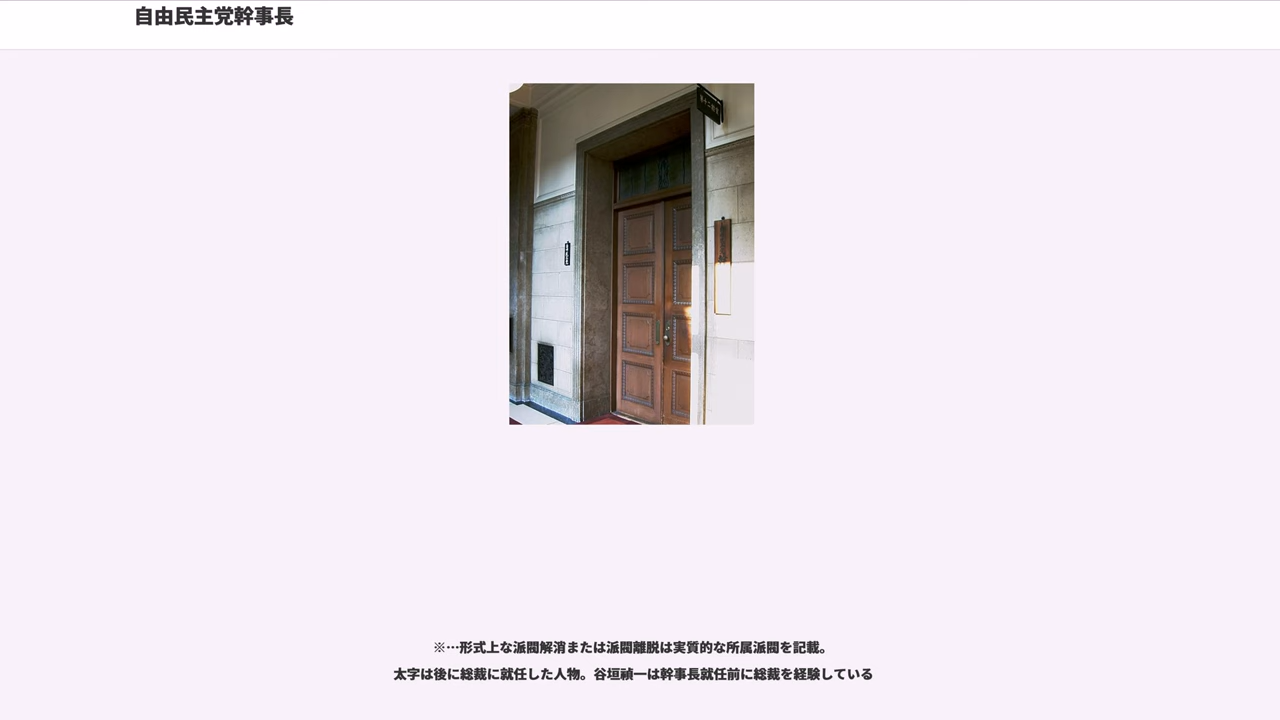 自由民主党幹事長
※…形式上な派閥解消または派閥離脱は実質的な所属派閥を記載。
太字は後に総裁に就任した人物。谷垣禎一は幹事長就任前に総裁を経験している